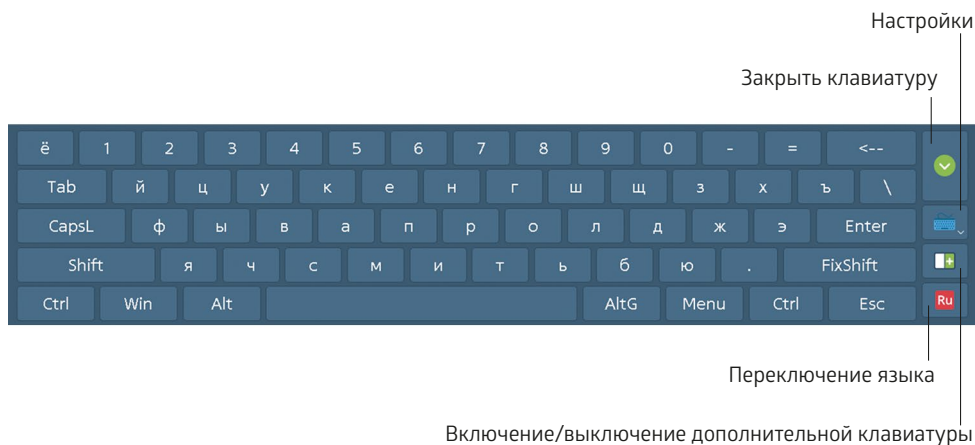 Настройки
Закрыть клавиатуру
ё 1 2 3 4 5 6 7 8 9 0 - = <--
Tab й ц у к е н г ш щ з х ъ \
CapsL ф ы в а п р о л д ж э Enter
Shift я ч с м и т ь б ю . FixShift
Ctrl Win Alt AltG Menu Ctrl Esc Ru
Переключение языка
Включение/выключение дополнительной клавиатуры